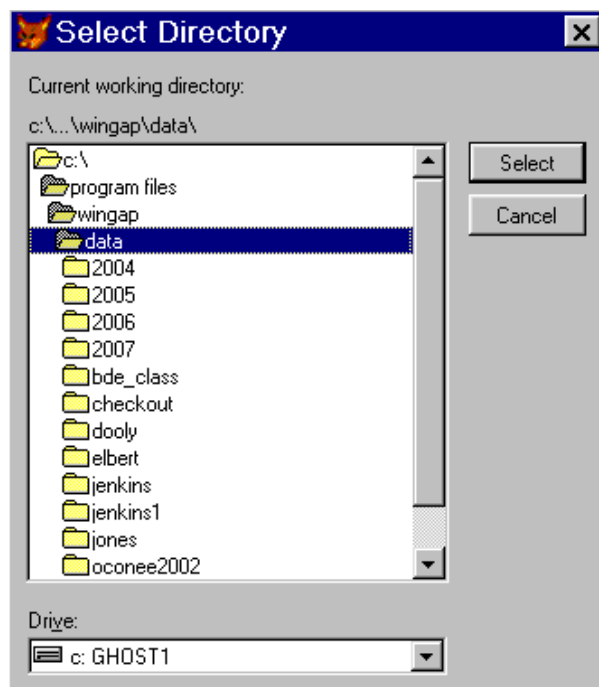 Select Directory
Current working directory:
c:\...\wingap\data\
c:\
program files
wingap
data
2004
2005
2006
2007
bde_class
checkout
dooly
elbert
jenkins
jenkins1
jones
oconee2002
Select
Cancel
Drive:
c: GHOST1